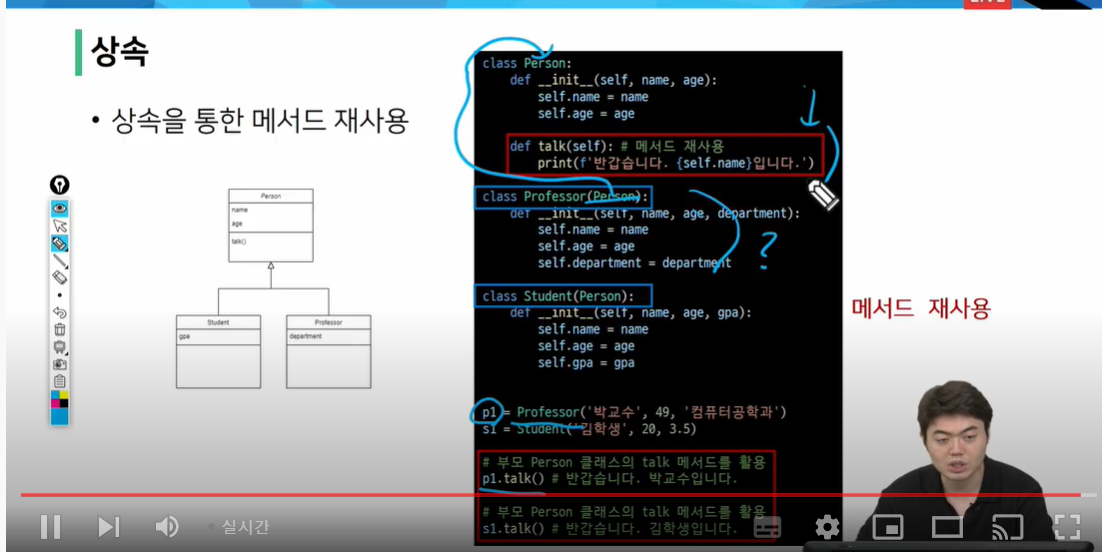 LIVE
상속
• 상속을 통한 메서드 재사용
Person
name
age
talk()
Student
gpa
Professor
department
class Person:
def __init__(self, name, age):
self.name = name
self.age = age
def talk(self): # 메서드 재사용
print(f'반갑습니다. {self.name}입니다.')
class Professor(Person):
def __init__(self, name, age, department):
self.name = name
self.age = age
self.department = department
?
class Student(Person):
def __init__(self, name, age, gpa):
self.name = name
self.age = age
self.gpa = gpa
메서드 재사용
p1 = Professor('박교수', 49, '컴퓨터공학과')
s1 = Student('김학생', 20, 3.5)
# 부모 Person 클래스의 talk 메서드를 활용
p1.talk() # 반갑습니다. 박교수입니다.
# 부모 Person 클래스의 talk 메서드를 활용
s1.talk() # 반갑습니다. 김학생입니다.
실시간